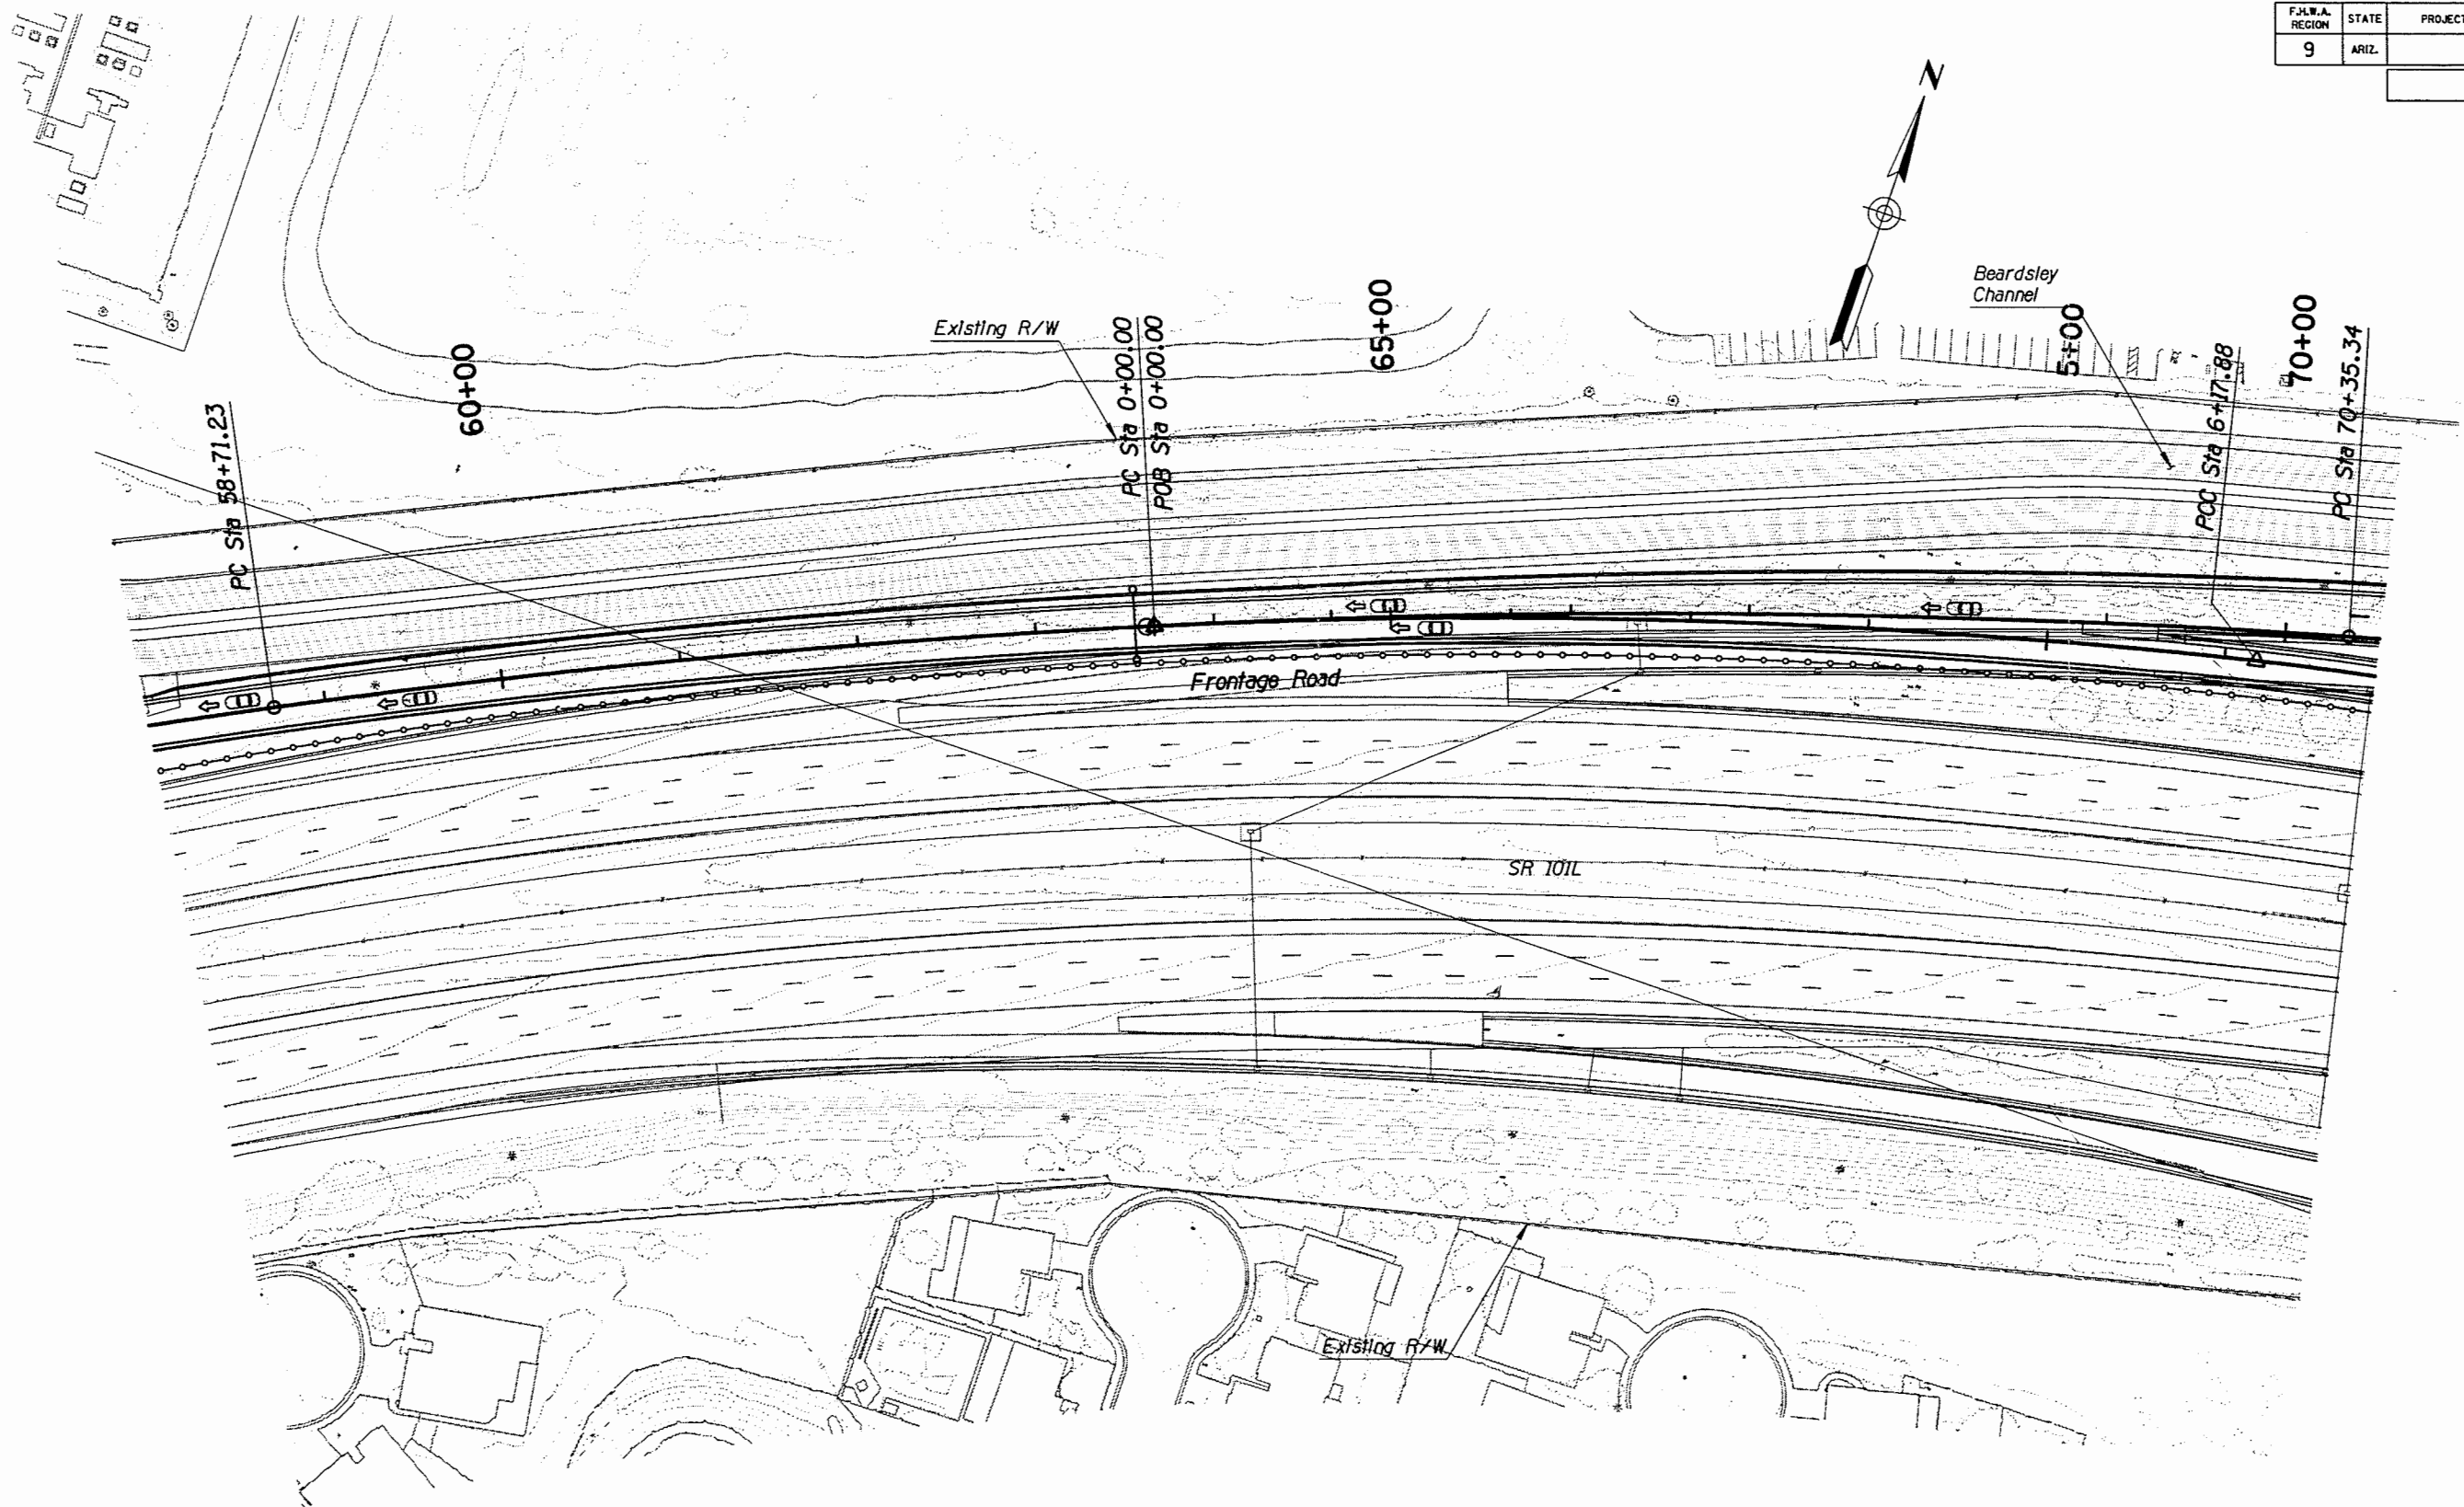 F.H.W.A. REGION STATE PROJECT
9 ARIZ.
N
Beardsley
Channel
Existing R/W
PC Sta 58+71.23
60+00
PC Sta 0+00.00
POB Sta 0+00.00
65+00
5+00
POC Sta 6+17.88
70+00
PC Sta 70+35.34
Frontage Road
SR 101L
Existing R/W